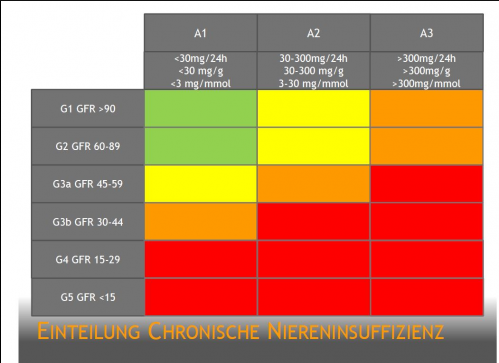 A1 A2 A3
<30mg/24h 30-300mg/24h >300mg/24h
<30 mg/g 30-300 mg/g >300mg/g
<3 mg/mmol 3-30 mg/mmol >300mg/mmol
G1 GFR >90
G2 GFR 60-89
G3a GFR 45-59
G3b GFR 30-44
G4 GFR 15-29
G5 GFR <15
EINTEILUNG CHRONISCHE NIERENINSUFFIZIENZ